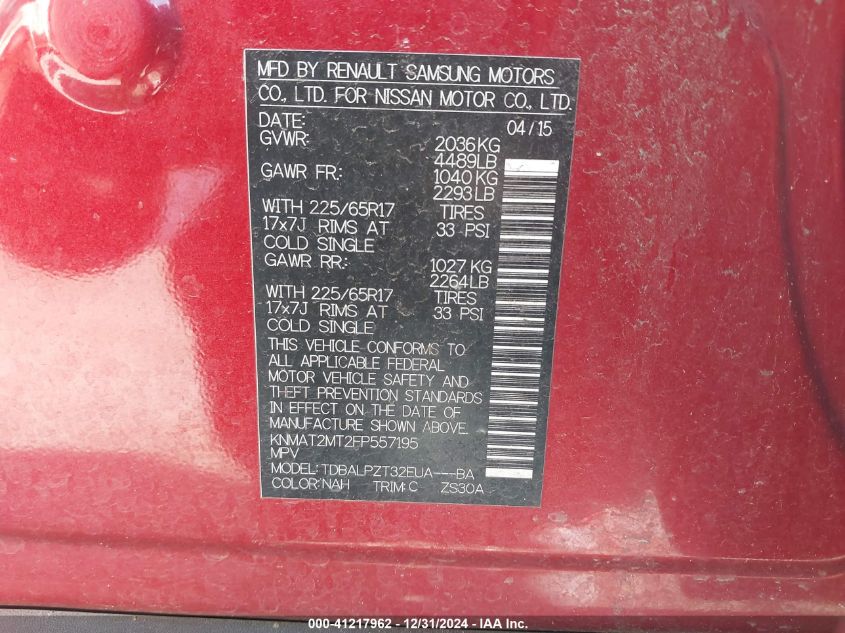 MFD BY RENAULT SAMSUNG MOTORS
CO., LTD. FOR NISSAN MOTOR CO., LTD.
DATE: 04/15
GVWR: 2036KG
4489LB
GAWR FR: 1040KG
2293LB
WITH 225/65R17 TIRES
17x7J RIMS AT 33 PSI
COLD SINGLE
GAWR RR: 1027KG
2264LB
WITH 225/65R17 TIRES
17x7J RIMS AT 33 PSI
COLD SINGLE
THIS VEHICLE CONFORMS TO
ALL APPLICABLE FEDERAL
MOTOR VEHICLE SAFETY AND
THEFT PREVENTION STANDARDS
IN EFFECT ON THE DATE OF
MANUFACTURE SHOWN ABOVE.
KNMAT2MT2FP557195
MPV
MODEL: TDBALPZT32EUA---BA
COLOR: NAH TRIM: C ZS30A
000-41217962 - 12/31/2024 - IAA Inc.